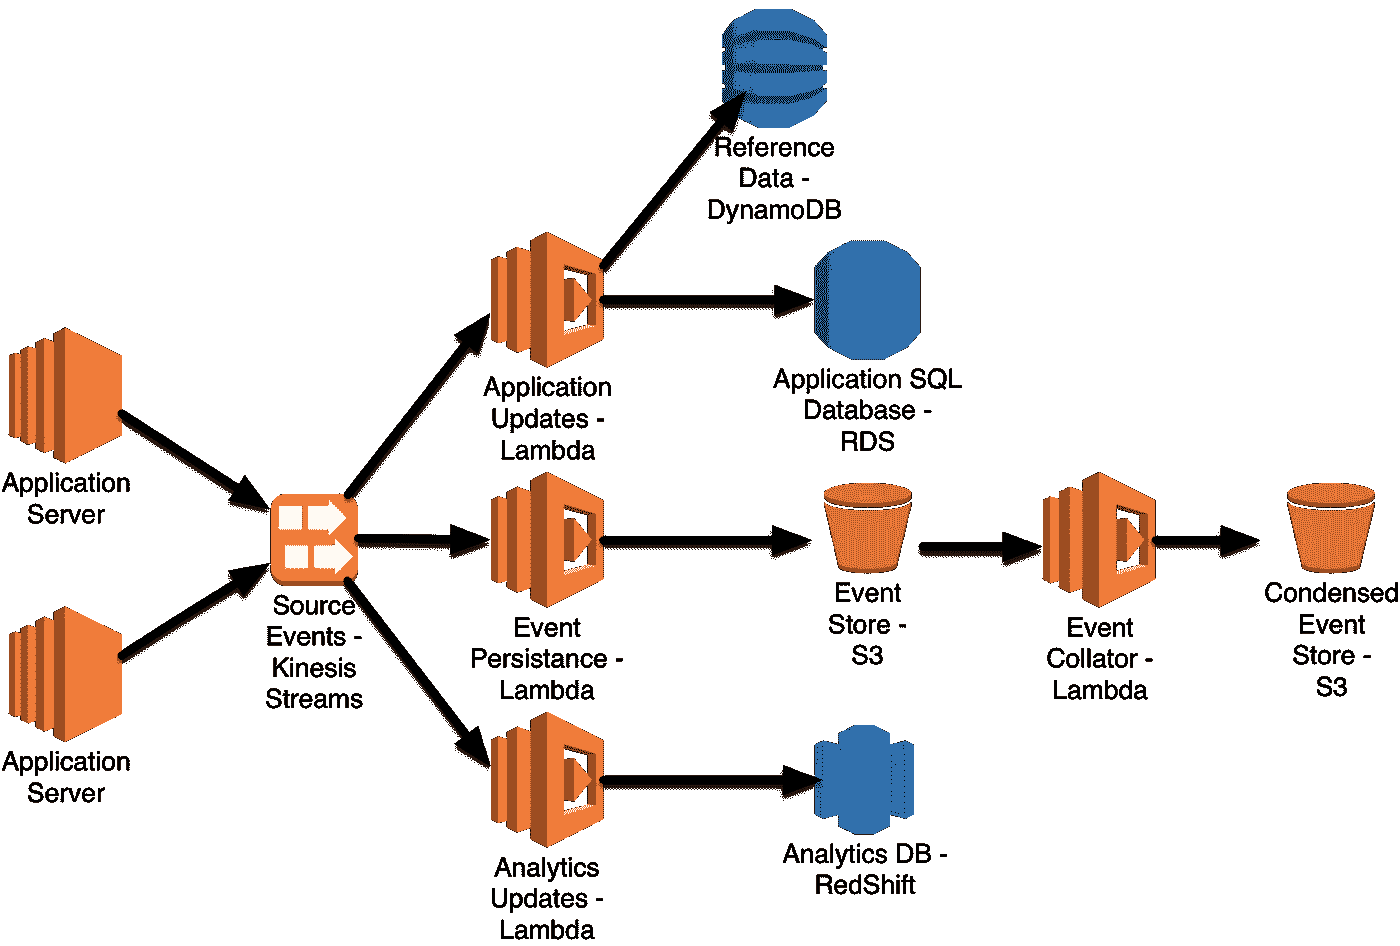 Reference
Data -
DynamoDB
Application
Updates -
Lambda
Application SQL
Database -
RDS
Application
Server
Source
Events -
Kinesis
Streams
Event
Persistance -
Lambda
Event
Store -
S3
Event
Collator -
Lambda
Condensed
Event
Store -
S3
Application
Server
Analytics
Updates -
Lambda
Analytics DB -
RedShift